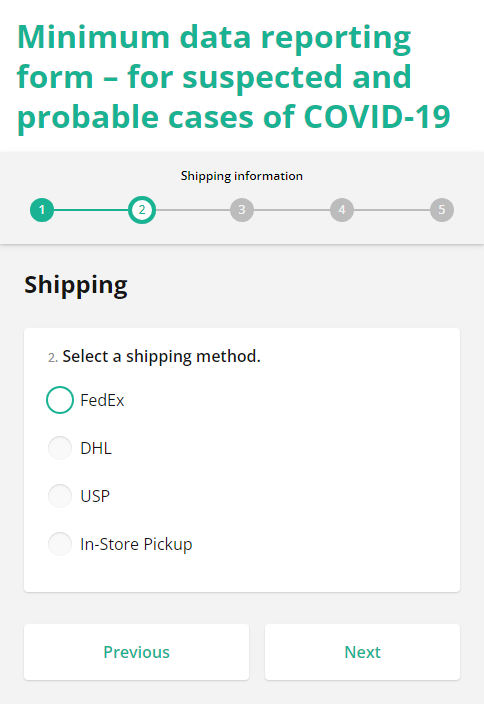 Minimum data reporting
form – for suspected and
probable cases of COVID-19
Shipping information
1 2 3 4 5
Shipping
2. Select a shipping method.
FedEx
DHL
USP
In-Store Pickup
Previous Next